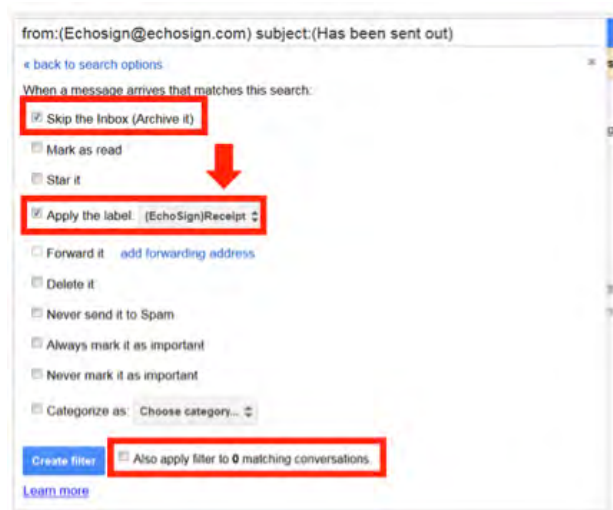 from:(Echosign@echosign.com) subject:(Has been sent out)
« back to search options
×
When a message arrives that matches this search:
Skip the Inbox (Archive it)
Mark as read
Star it
Apply the label: (EchoSign)Receipt
Forward it add forwarding address
Delete it
Never send it to Spam
Always mark it as important
Never mark it as important
Categorize as: Choose category...
Create filter Also apply filter to 0 matching conversations.
Learn more